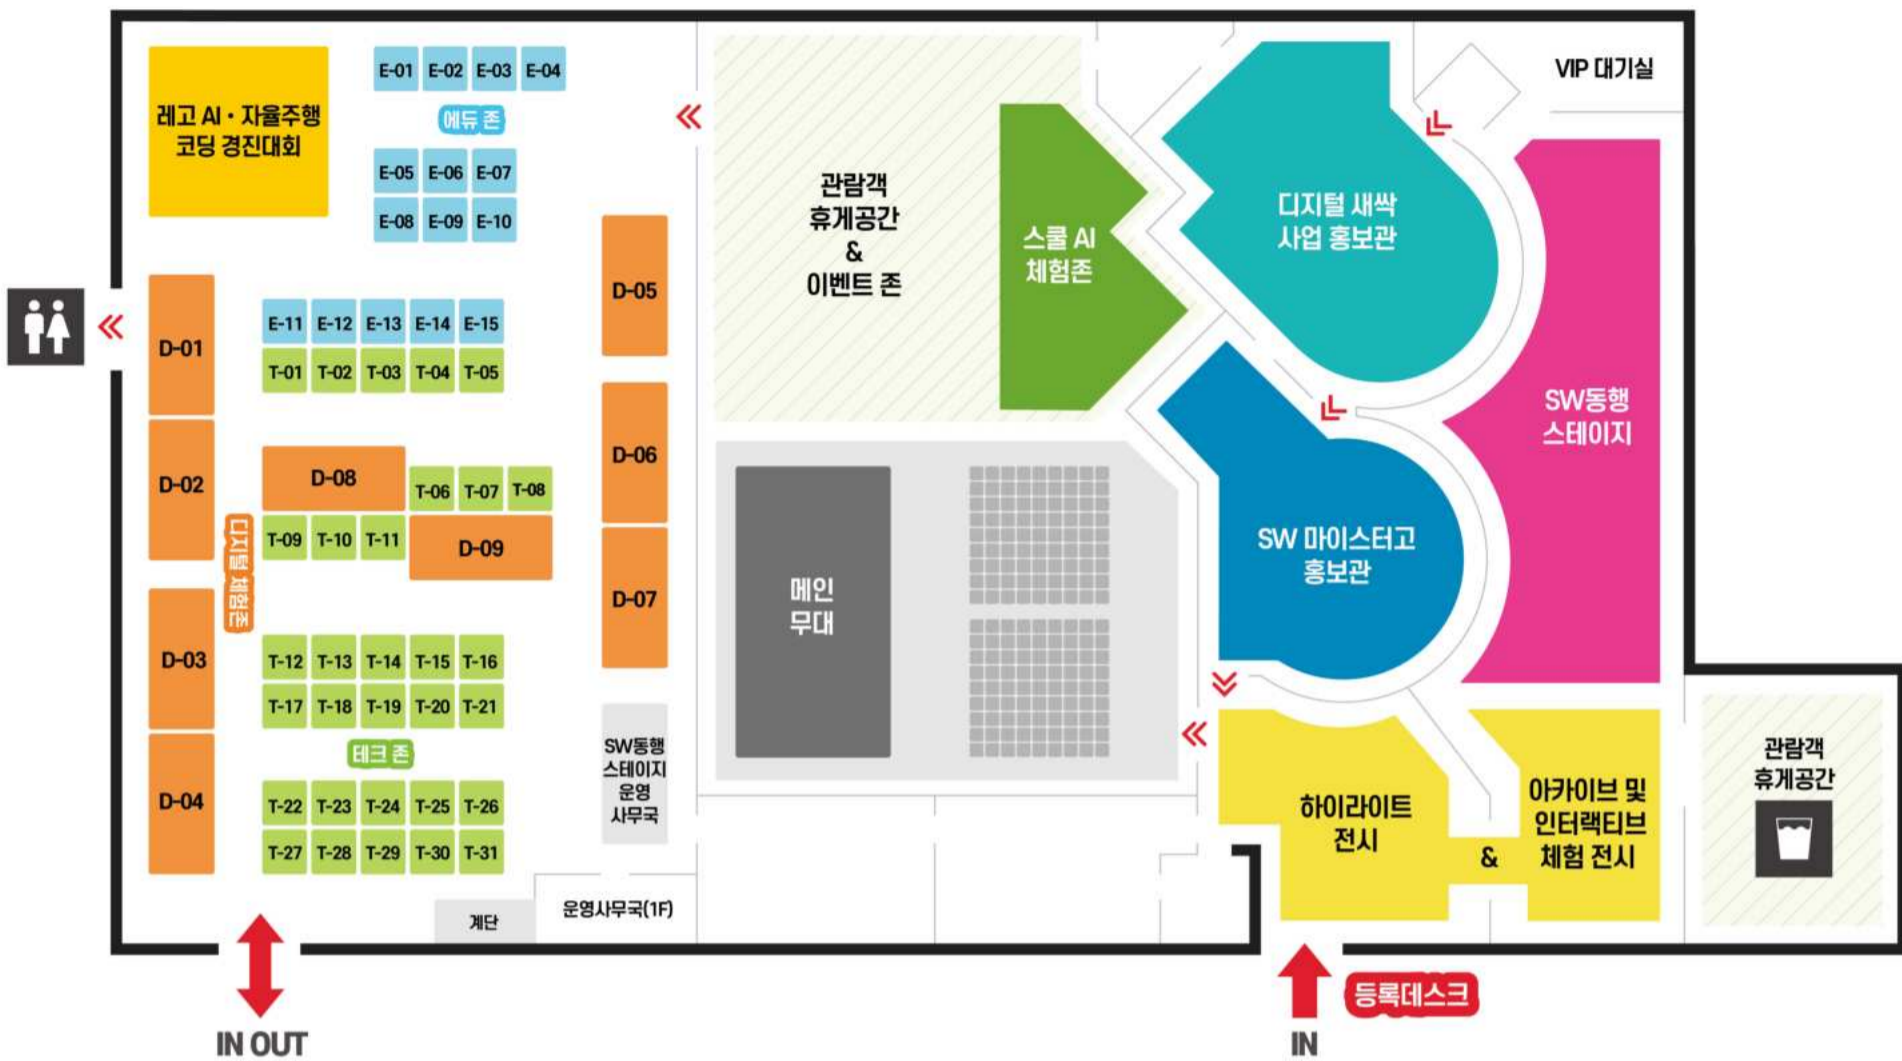 레고 AI · 자율주행
코딩 경진대회
E-01 E-02 E-03 E-04
에듀 존
E-05 E-06 E-07
E-08 E-09 E-10
E-11 E-12 E-13 E-14 E-15
T-01 T-02 T-03 T-04 T-05
D-01
D-02
D-03
D-04
디지털 체험존
D-08
T-06 T-07 T-08
T-09 T-10 T-11
D-09
T-12 T-13 T-14 T-15 T-16
T-17 T-18 T-19 T-20 T-21
테크 존
T-22 T-23 T-24 T-25 T-26
T-27 T-28 T-29 T-30 T-31
D-05
D-06
D-07
SW동행
스테이지
운영
사무국
계단
운영사무국(1F)
IN OUT
관람객
휴게공간
&
이벤트 존
스쿨 AI
체험존
메인
무대
디지털 새싹
사업 홍보관
VIP 대기실
SW동행
스테이지
SW 마이스터고
홍보관
하이라이트
전시
&
아카이브 및
인터랙티브
체험 전시
관람객
휴게공간
등록데스크
IN